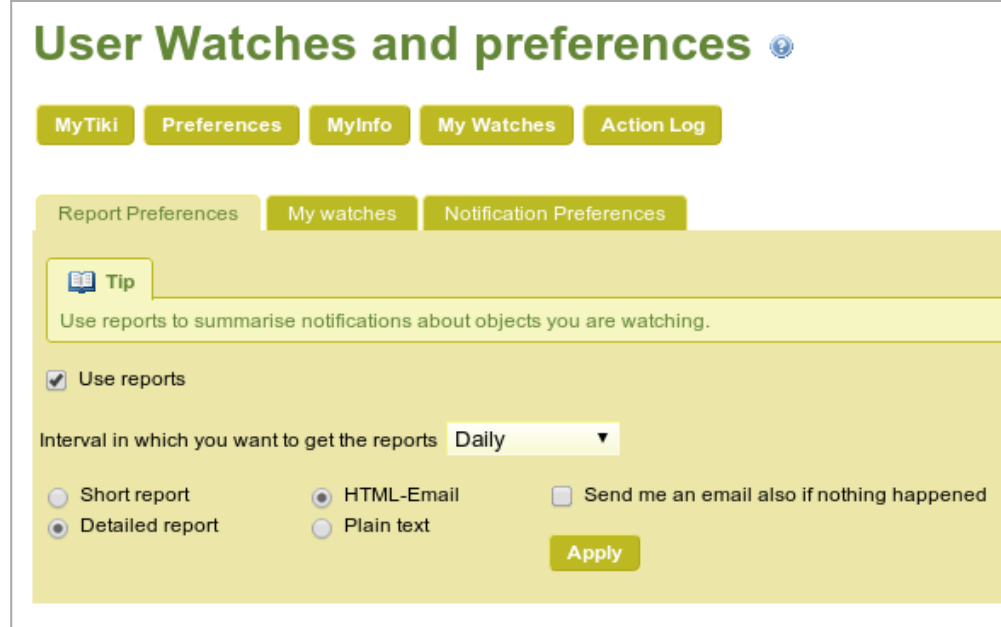 User Watches and preferences
MyTiki Preferences MyInfo My Watches Action Log
Report Preferences My watches Notification Preferences
Tip
Use reports to summarise notifications about objects you are watching.
Use reports
Interval in which you want to get the reports Daily
Short report HTML-Email Send me an email also if nothing happened
Detailed report Plain text
Apply